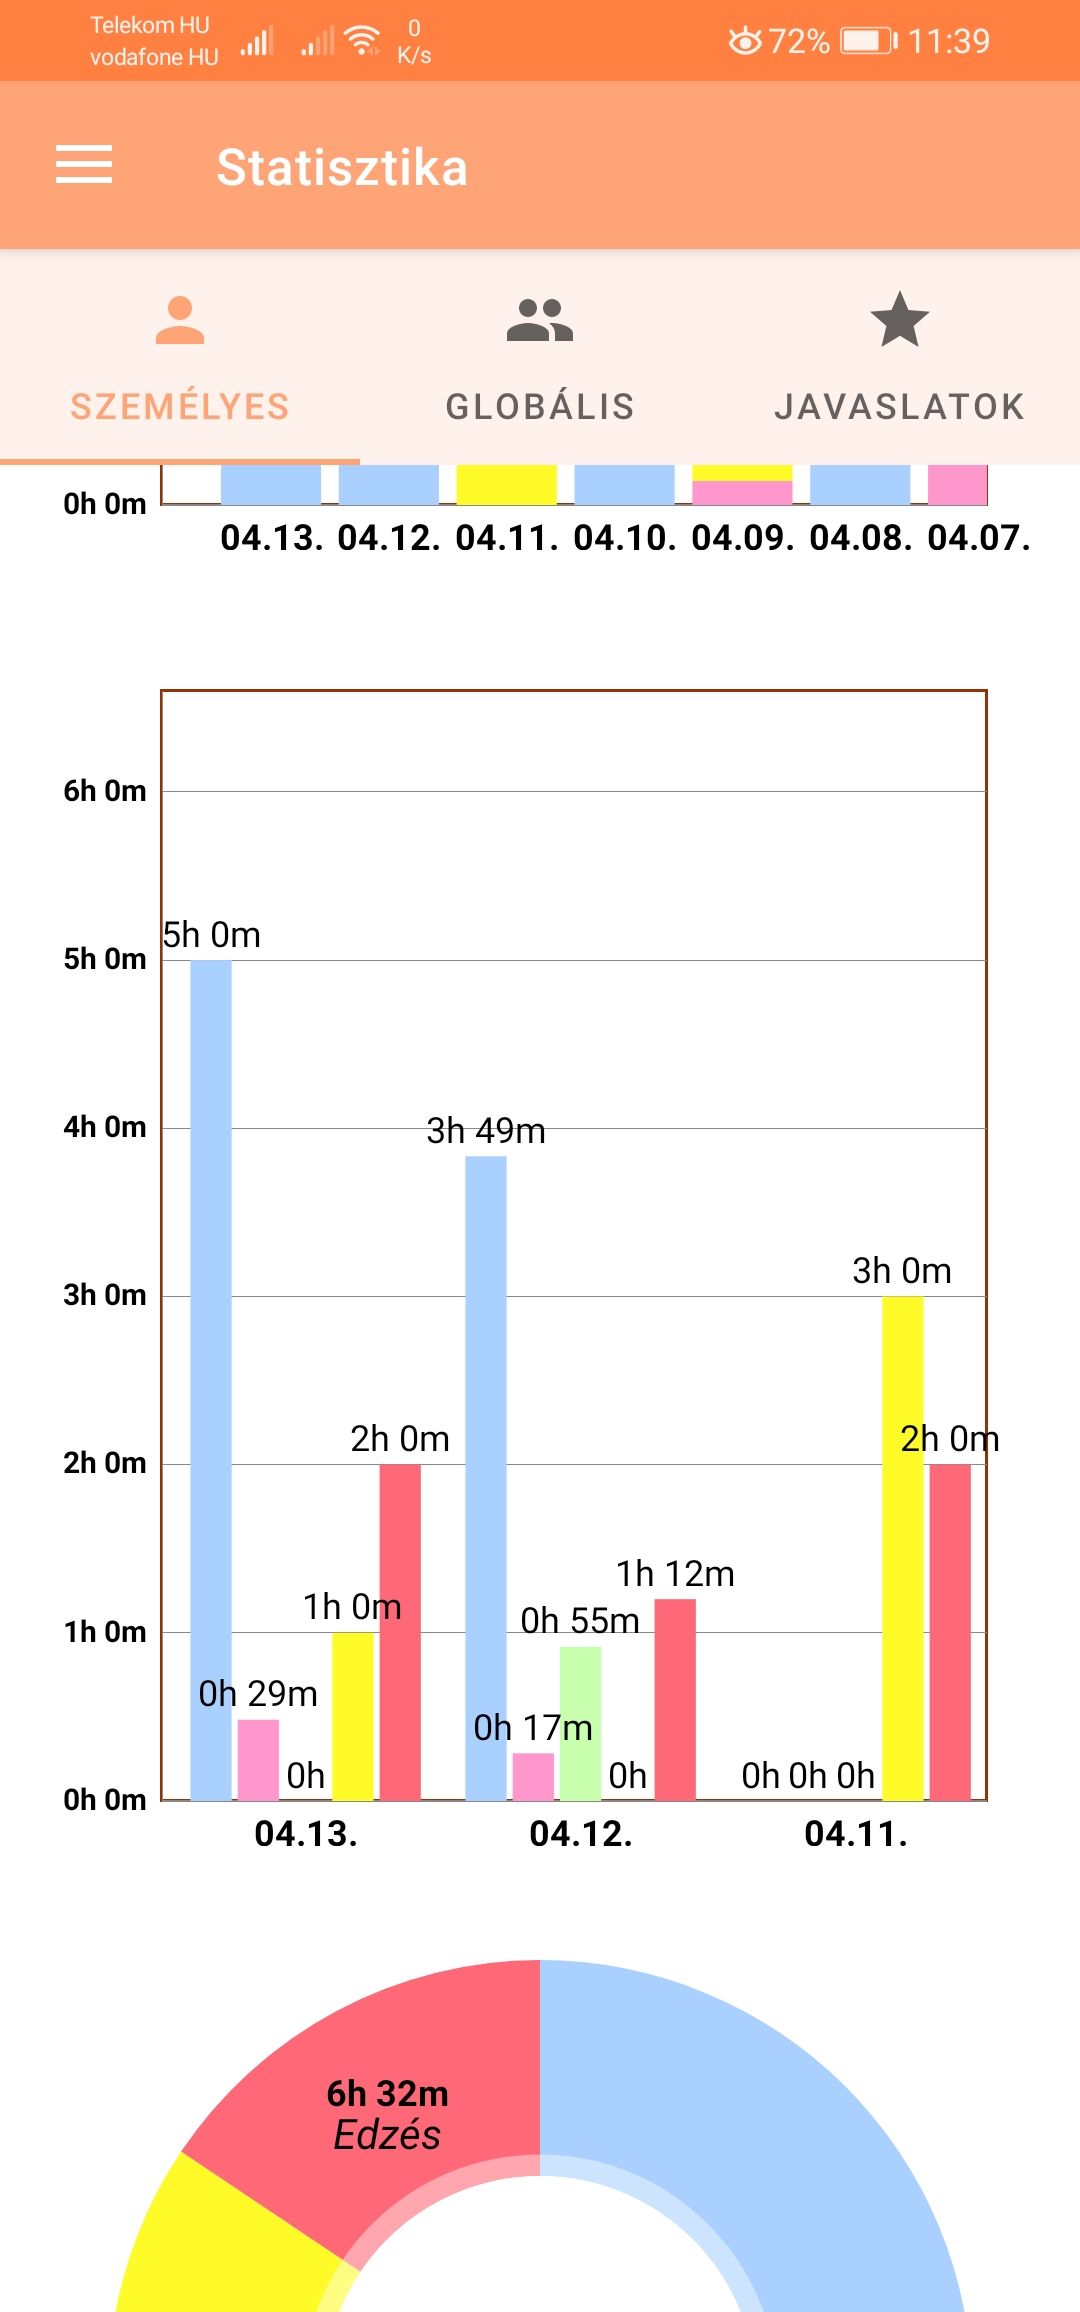 Telekom HU
vodafone HU
0
K/s
72%
11:39
Statisztika
SZEMÉLYES
GLOBÁLIS
JAVASLATOK
0h 0m
04.13. 04.12. 04.11. 04.10. 04.09. 04.08. 04.07.
6h 0m
5h 0m
5h 0m
3h 49m
4h 0m
3h 0m
3h 0m
2h 0m
2h 0m
2h 0m
1h 12m
1h 0m
0h 55m
1h 0m
0h 29m
0h 17m
0h
0h
0h 0h 0h
0h 0m
04.13.
04.12.
04.11.
6h 32m
Edzés